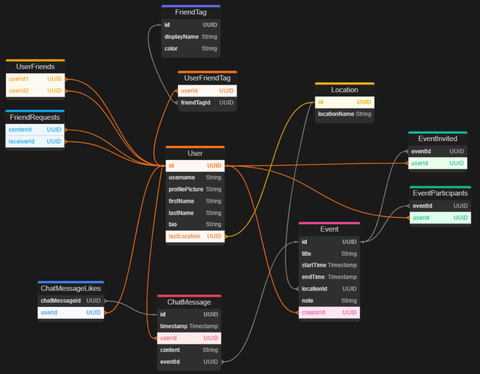 FriendTag
id UUID
displayName String
color String
UserFriends
userId1 UUID
userId2 UUID
UserFriendTag
userId UUID
friendTagId UUID
FriendRequests
senderId UUID
receiverId UUID
Location
id UUID
locationName String
EventInvited
eventId UUID
userId UUID
User
id UUID
username String
profilePicture String
firstName String
lastName String
bio String
lastLocation UUID
EventParticipants
eventId UUID
userId UUID
Event
id UUID
title String
startTime Timestamp
endTime Timestamp
locationId UUID
note String
creatorId UUID
ChatMessageLikes
chatMessageId UUID
userId UUID
ChatMessage
id UUID
timestamp Timestamp
userId UUID
content String
eventId UUID